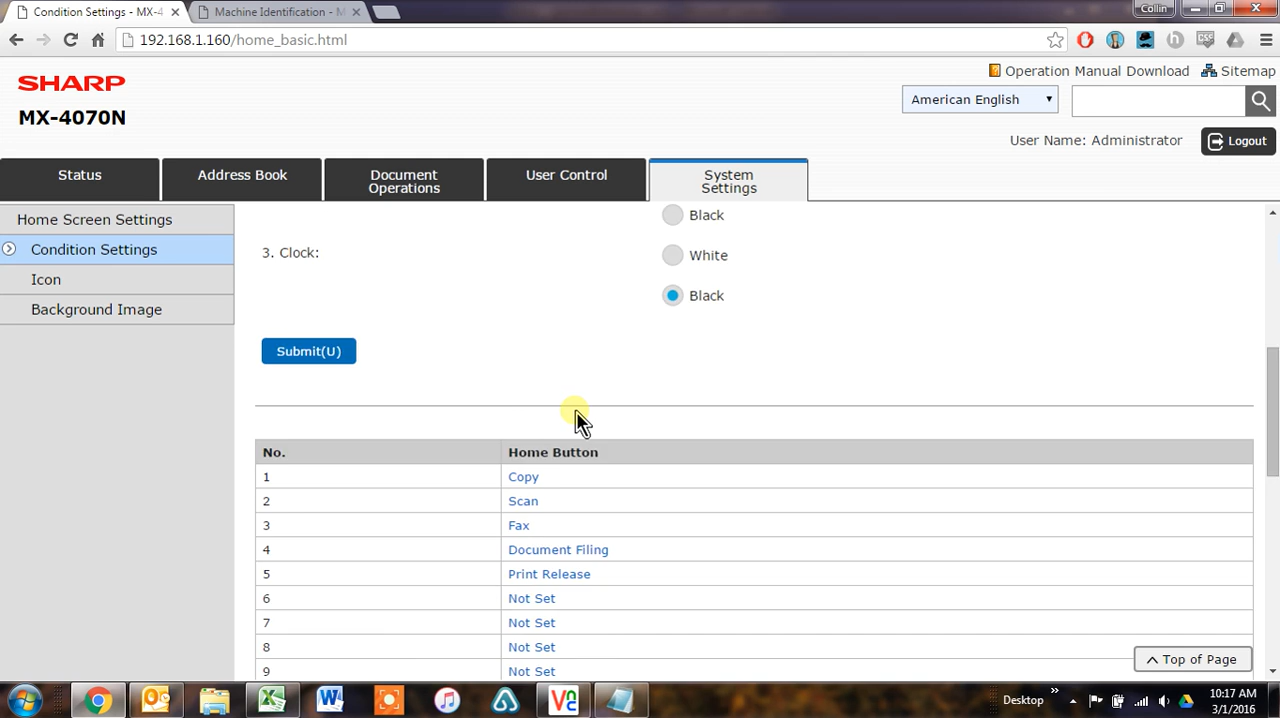 Condition Settings - MX-4
Machine Identification - M
Collin
192.168.1.160/home_basic.html
SHARP
MX-4070N
Operation Manual Download
Sitemap
American English
User Name: Administrator
Logout
Status
Address Book
Document
Operations
User Control
System
Settings
Home Screen Settings
Condition Settings
Icon
Background Image
Black
3. Clock:
White
Black
Submit(U)
No.
Home Button
1
Copy
2
Scan
3
Fax
4
Document Filing
5
Print Release
6
Not Set
7
Not Set
8
Not Set
9
Not Set
Top of Page
Desktop
10:17 AM
3/1/2016